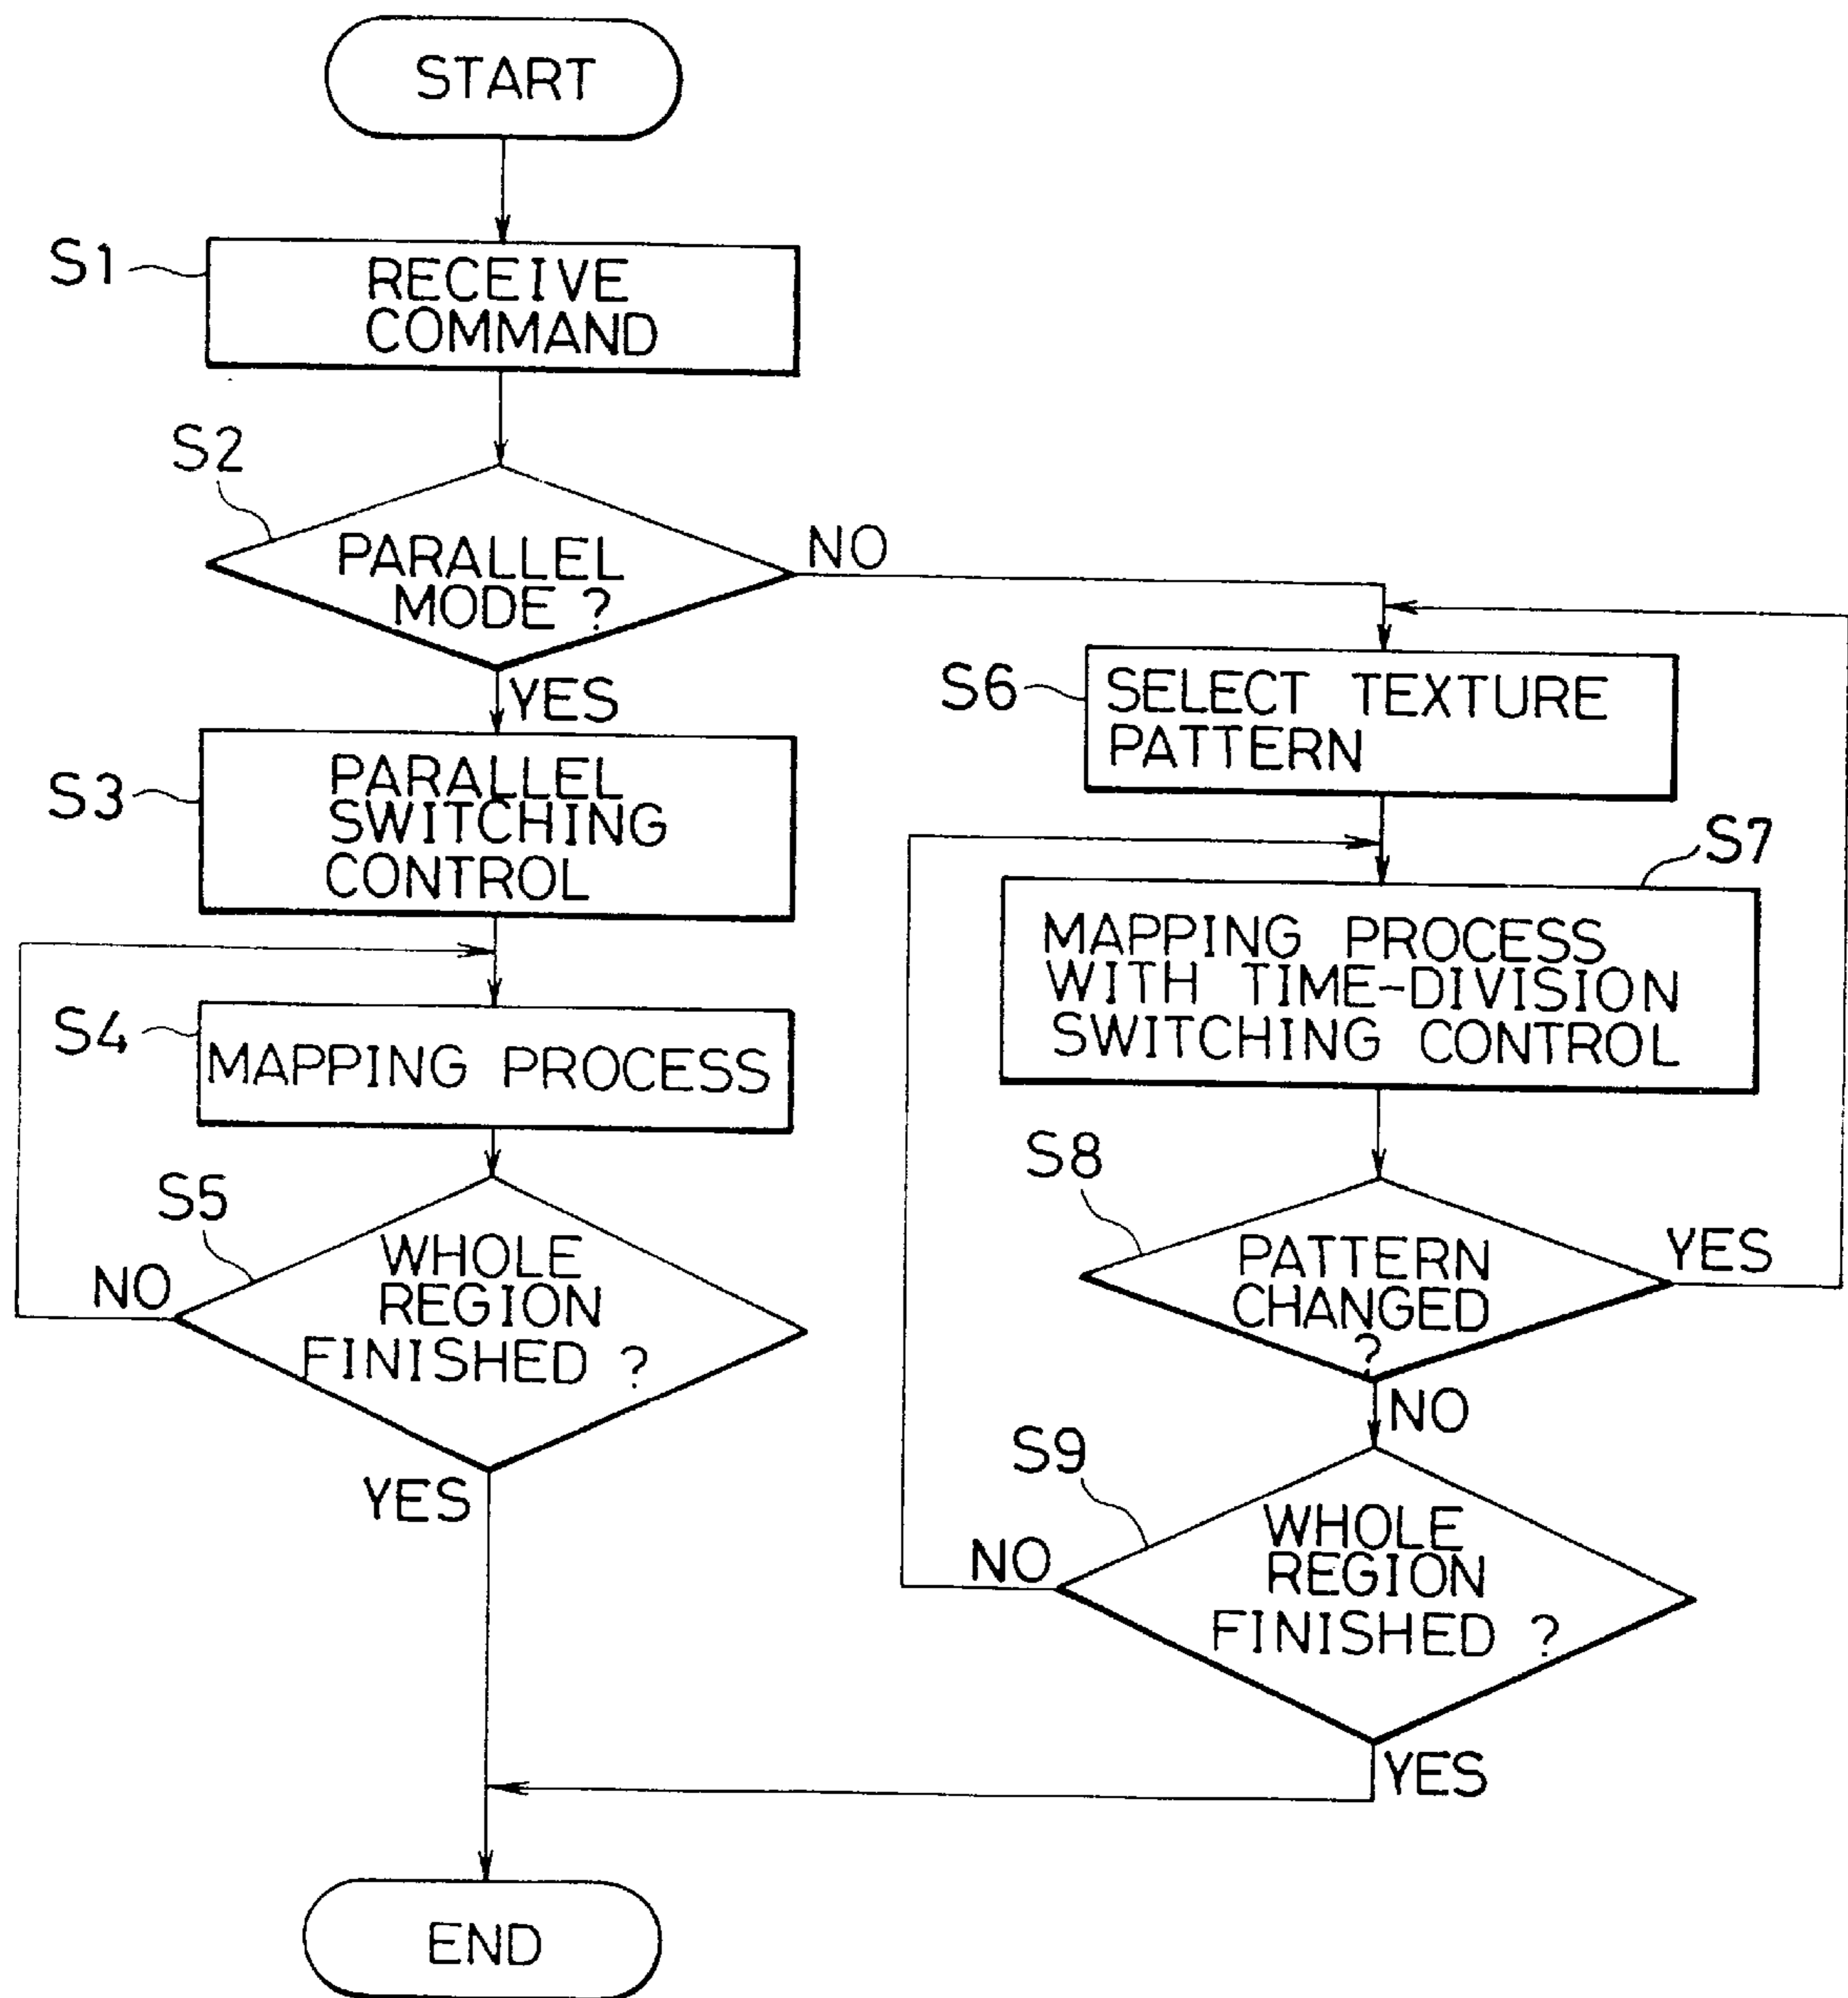 START
S1
RECEIVE
COMMAND
S2
PARALLEL
MODE ?
NO
YES
S3
PARALLEL
SWITCHING
CONTROL
S4
MAPPING PROCESS
S5
WHOLE
REGION
FINISHED ?
NO
YES
S6
SELECT TEXTURE
PATTERN
S7
MAPPING PROCESS
WITH TIME-DIVISION
SWITCHING CONTROL
S8
PATTERN
CHANGED
?
YES
NO
S9
WHOLE
REGION
FINISHED ?
NO
YES
END